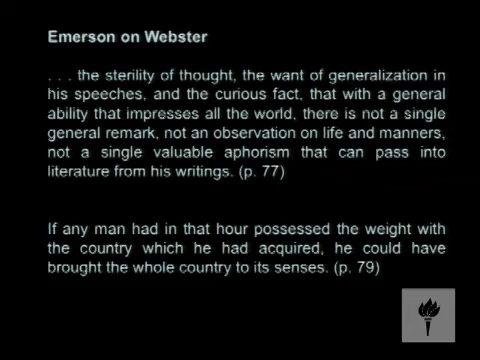 Emerson on Webster
. . . the sterility of thought, the want of generalization in
his speeches, and the curious fact, that with a general
ability that impresses all the world, there is not a single
general remark, not an observation on life and manners,
not a single valuable aphorism that can pass into
literature from his writings. (p. 77)
If any man had in that hour possessed the weight with
the country which he had acquired, he could have
brought the whole country to its senses. (p. 79)